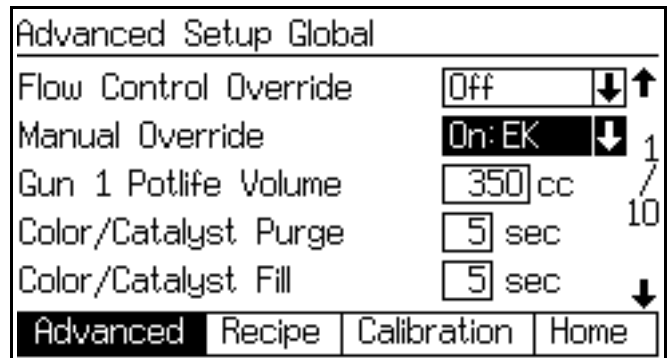 Advanced Setup Global
Flow Control Override Off
Manual Override On: EK
Gun 1 Potlife Volume 350 cc
Color/Catalyst Purge 5 sec
Color/Catalyst Fill 5 sec
1
/
10
Advanced Recipe Calibration Home